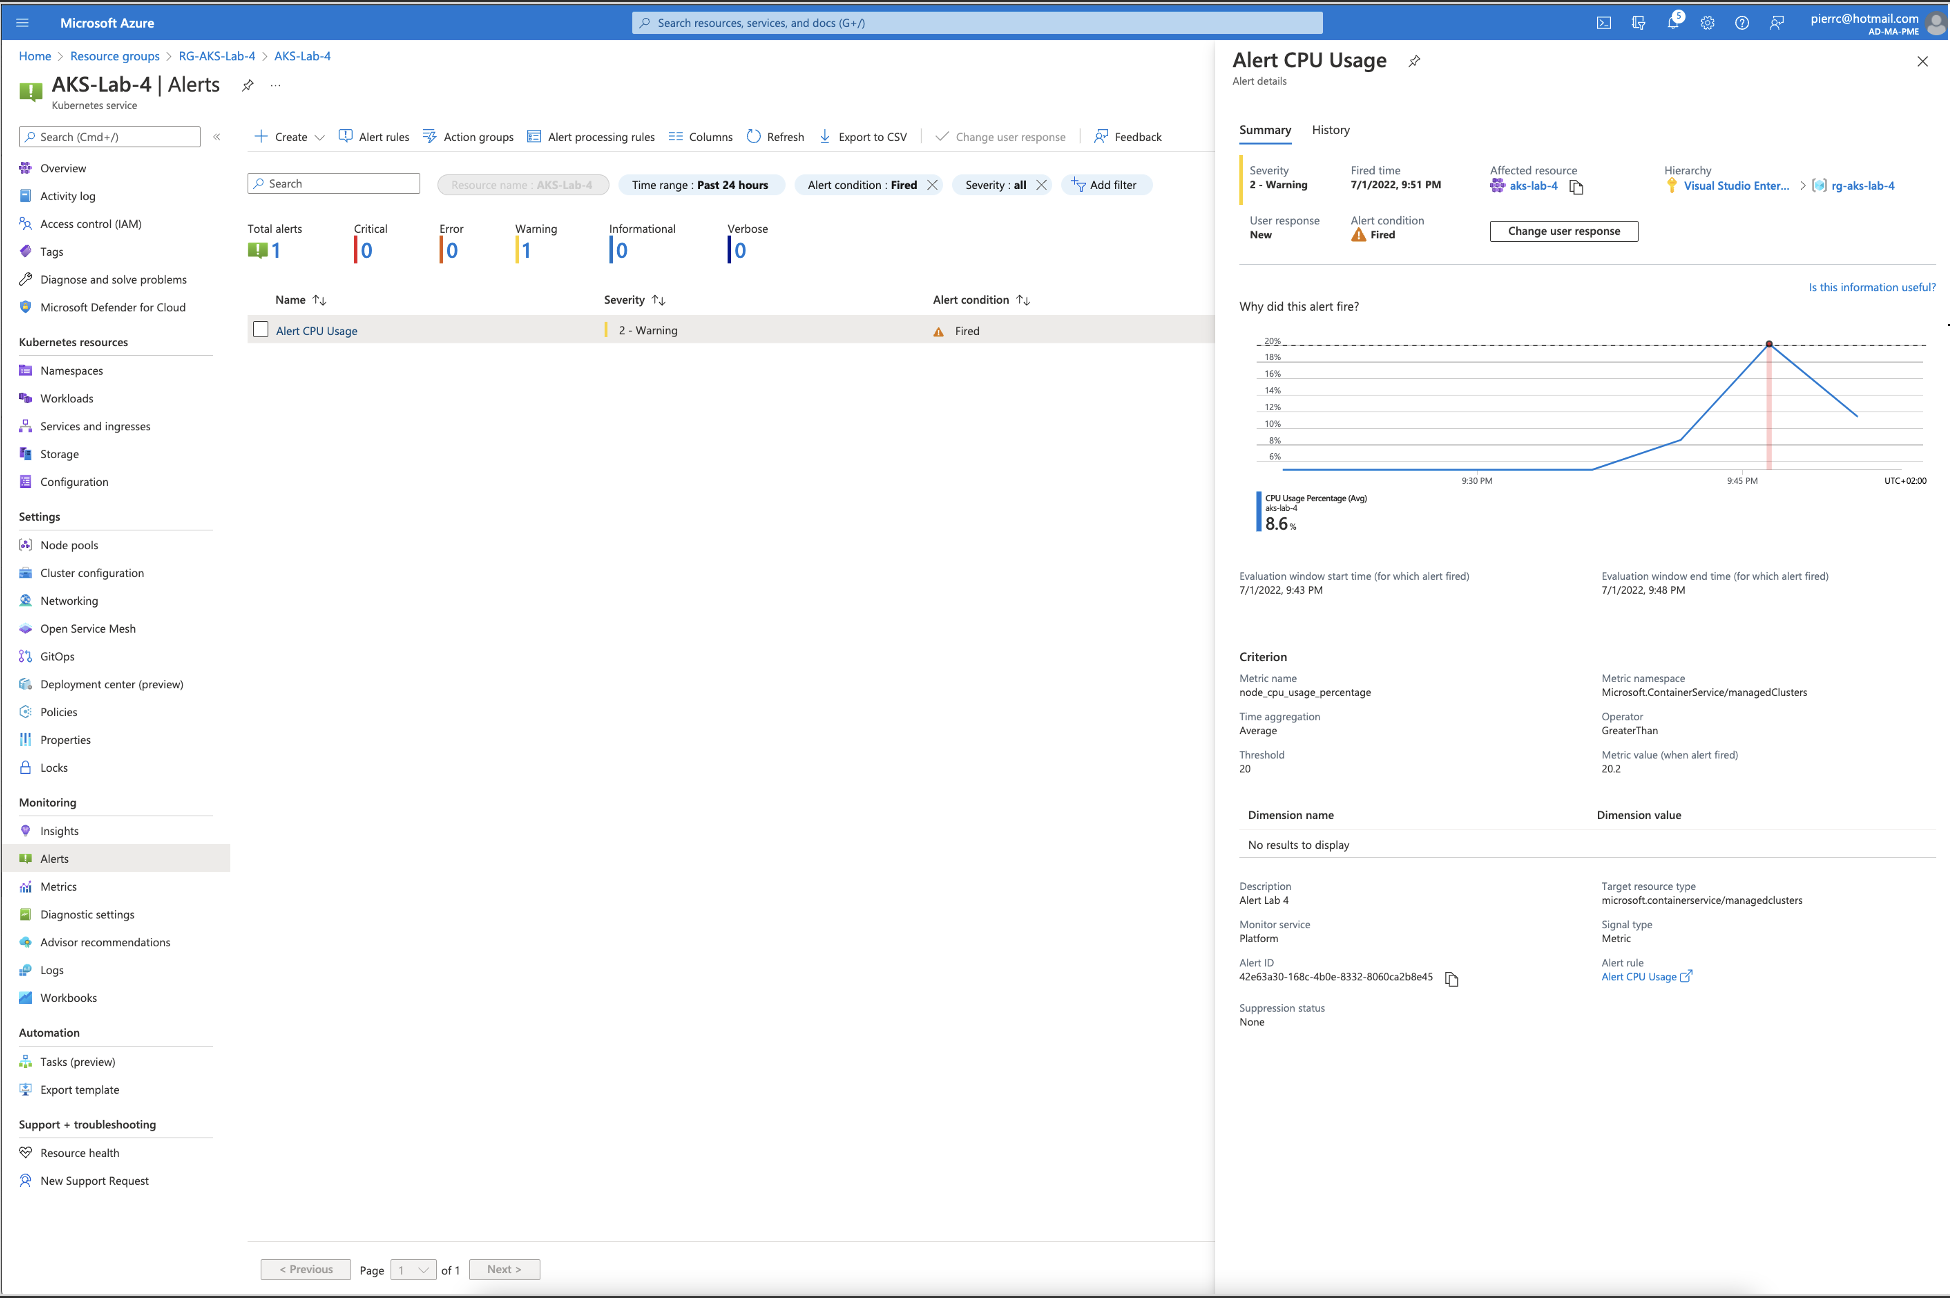 Microsoft Azure
Search resources, services, and docs (G+/)
5
pierrc@hotmail.com
AD-MA-PME
Home > Resource groups > RG-AKS-Lab-4 > AKS-Lab-4
AKS-Lab-4 | Alerts
...
Kubernetes service
Search (Cmd+/)
«
Overview
Activity log
Access control (IAM)
Tags
Diagnose and solve problems
Microsoft Defender for Cloud
Kubernetes resources
Namespaces
Workloads
Services and ingresses
Storage
Configuration
Settings
Node pools
Cluster configuration
Networking
Open Service Mesh
GitOps
Deployment center (preview)
Policies
Properties
Locks
Monitoring
Insights
Alerts
Metrics
Diagnostic settings
Advisor recommendations
Logs
Workbooks
Automation
Tasks (preview)
Export template
Support + troubleshooting
Resource health
New Support Request
Create
Alert rules
Action groups
Alert processing rules
Columns
Refresh
Export to CSV
Change user response
Feedback
Search
Resource name : AKS-Lab-4
Time range : Past 24 hours
Alert condition : Fired
Severity : all
Add filter
Total alerts
1
Critical
0
Error
0
Warning
1
Informational
0
Verbose
0
Name ↑↓ Severity ↑↓ Alert condition ↑↓
Alert CPU Usage 2 - Warning Fired
< Previous Page 1 of 1 Next >
Alert CPU Usage
Alert details
Summary History
Severity
2 - Warning
Fired time
7/1/2022, 9:51 PM
Affected resource
aks-lab-4
Hierarchy
Visual Studio Enter... > rg-aks-lab-4
User response
New
Alert condition
Fired
Change user response
Is this information useful?
Why did this alert fire?
20%
18%
16%
14%
12%
10%
8%
6%
9:30 PM 9:45 PM UTC+02:00
CPU Usage Percentage (Avg)
aks-lab-4
8.6 %
Evaluation window start time (for which alert fired)
7/1/2022, 9:43 PM
Evaluation window end time (for which alert fired)
7/1/2022, 9:48 PM
Criterion
Metric name
node_cpu_usage_percentage
Metric namespace
Microsoft.ContainerService/managedClusters
Time aggregation
Average
Operator
GreaterThan
Threshold
20
Metric value (when alert fired)
20.2
Dimension name Dimension value
No results to display
Description
Alert Lab 4
Target resource type
microsoft.containerservice/managedclusters
Monitor service
Platform
Signal type
Metric
Alert ID
42e63a30-168c-4b0e-8332-8060ca2b8e45
Alert rule
Alert CPU Usage
Suppression status
None